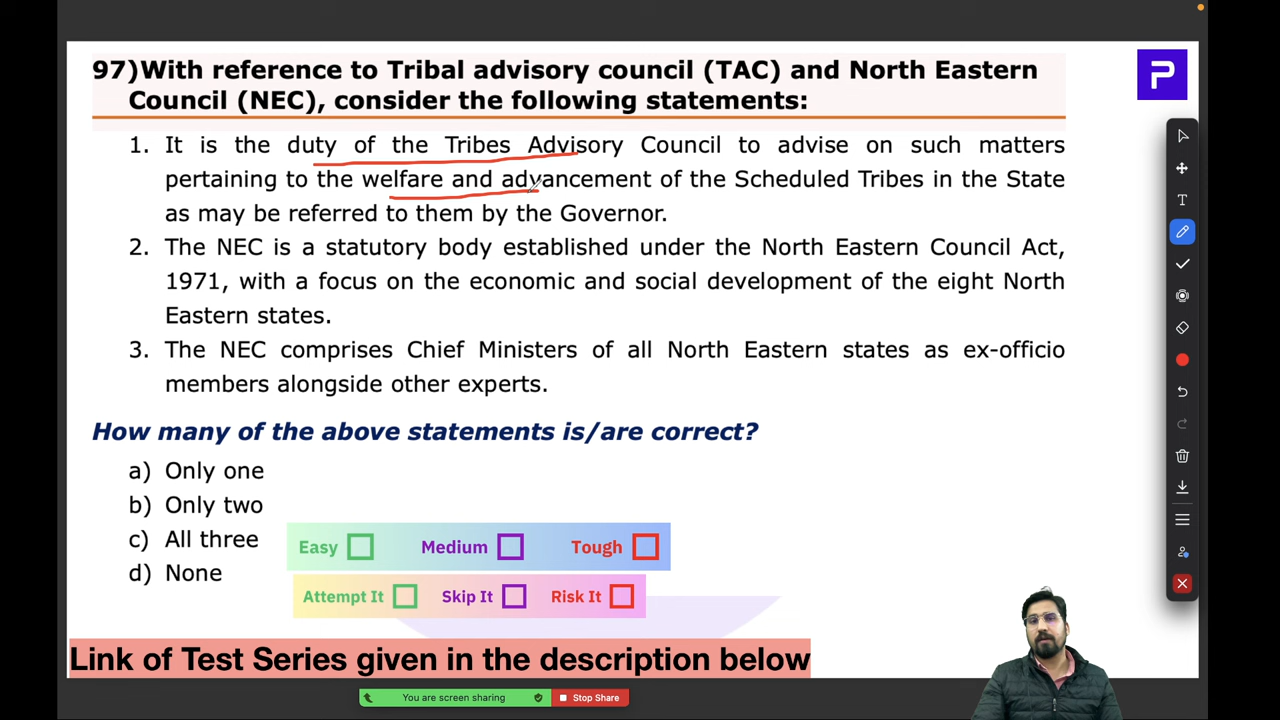 97)With reference to Tribal advisory council (TAC) and North Eastern
Council (NEC), consider the following statements:
1. It is the duty of the Tribes Advisory Council to advise on such matters
pertaining to the welfare and advancement of the Scheduled Tribes in the State
as may be referred to them by the Governor.
2. The NEC is a statutory body established under the North Eastern Council Act,
1971, with a focus on the economic and social development of the eight North
Eastern states.
3. The NEC comprises Chief Ministers of all North Eastern states as ex-officio
members alongside other experts.
How many of the above statements is/are correct?
a) Only one
b) Only two
c) All three
d) None
Easy Medium Tough
Attempt It Skip It Risk It
Link of Test Series given in the description below
You are screen sharing Stop Share